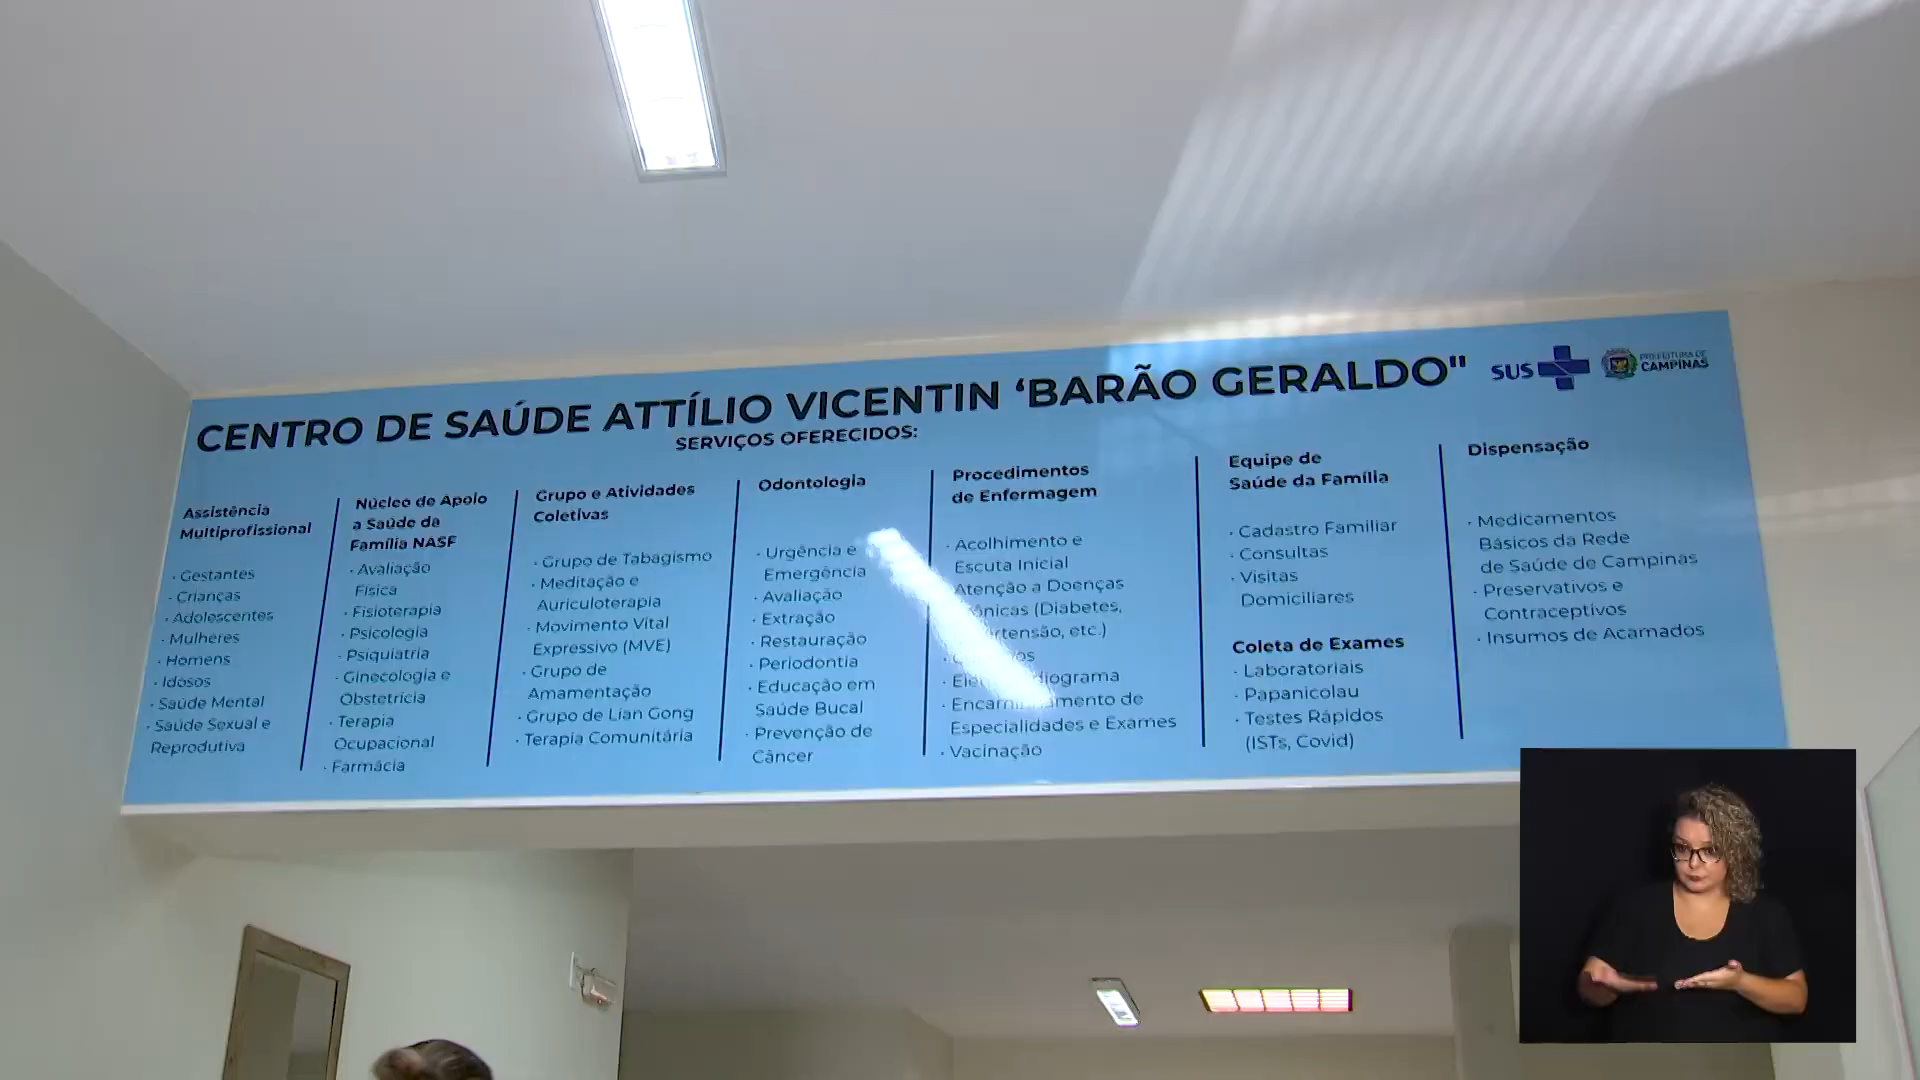 CENTRO DE SAÚDE ATTÍLIO VICENTIN ‘BARÃO GERALDO"
SUS
PREFEITURA DE
CAMPINAS
SERVIÇOS OFERECIDOS:
Assistência
Multiprofissional
· Gestantes
· Crianças
· Adolescentes
· Mulheres
· Homens
· Idosos
· Saúde Mental
· Saúde Sexual e
Reprodutiva
Núcleo de Apoio
a Saúde da
Família NASF
· Avaliação
Física
· Fisioterapia
· Psicologia
· Psiquiatria
· Ginecologia e
Obstetrícia
· Terapia
Ocupacional
· Farmácia
Grupo e Atividades
Coletivas
· Grupo de Tabagismo
· Meditação e
Auriculoterapia
· Movimento Vital
Expressivo (MVE)
· Grupo de
Amamentação
· Grupo de Lian Gong
· Terapia Comunitária
Odontologia
· Urgência e
Emergência
· Avaliação
· Extração
· Restauração
· Periodontia
· Educação em
Saúde Bucal
· Prevenção de
Câncer
Procedimentos
de Enfermagem
· Acolhimento e
Escuta Inicial
Atenção a Doenças
(Diabetes,
etc.)
· Encaminhamento de
Especialidades e Exames
· Vacinação
Equipe de
Saúde da Família
· Cadastro Familiar
· Consultas
· Visitas
Domiciliares
Coleta de Exames
· Laboratoriais
· Papanicolau
· Testes Rápidos
(ISTs, Covid)
Dispensação
· Medicamentos
Básicos da Rede
de Saúde de Campinas
· Preservativos e
Contraceptivos
· Insumos de Acamados